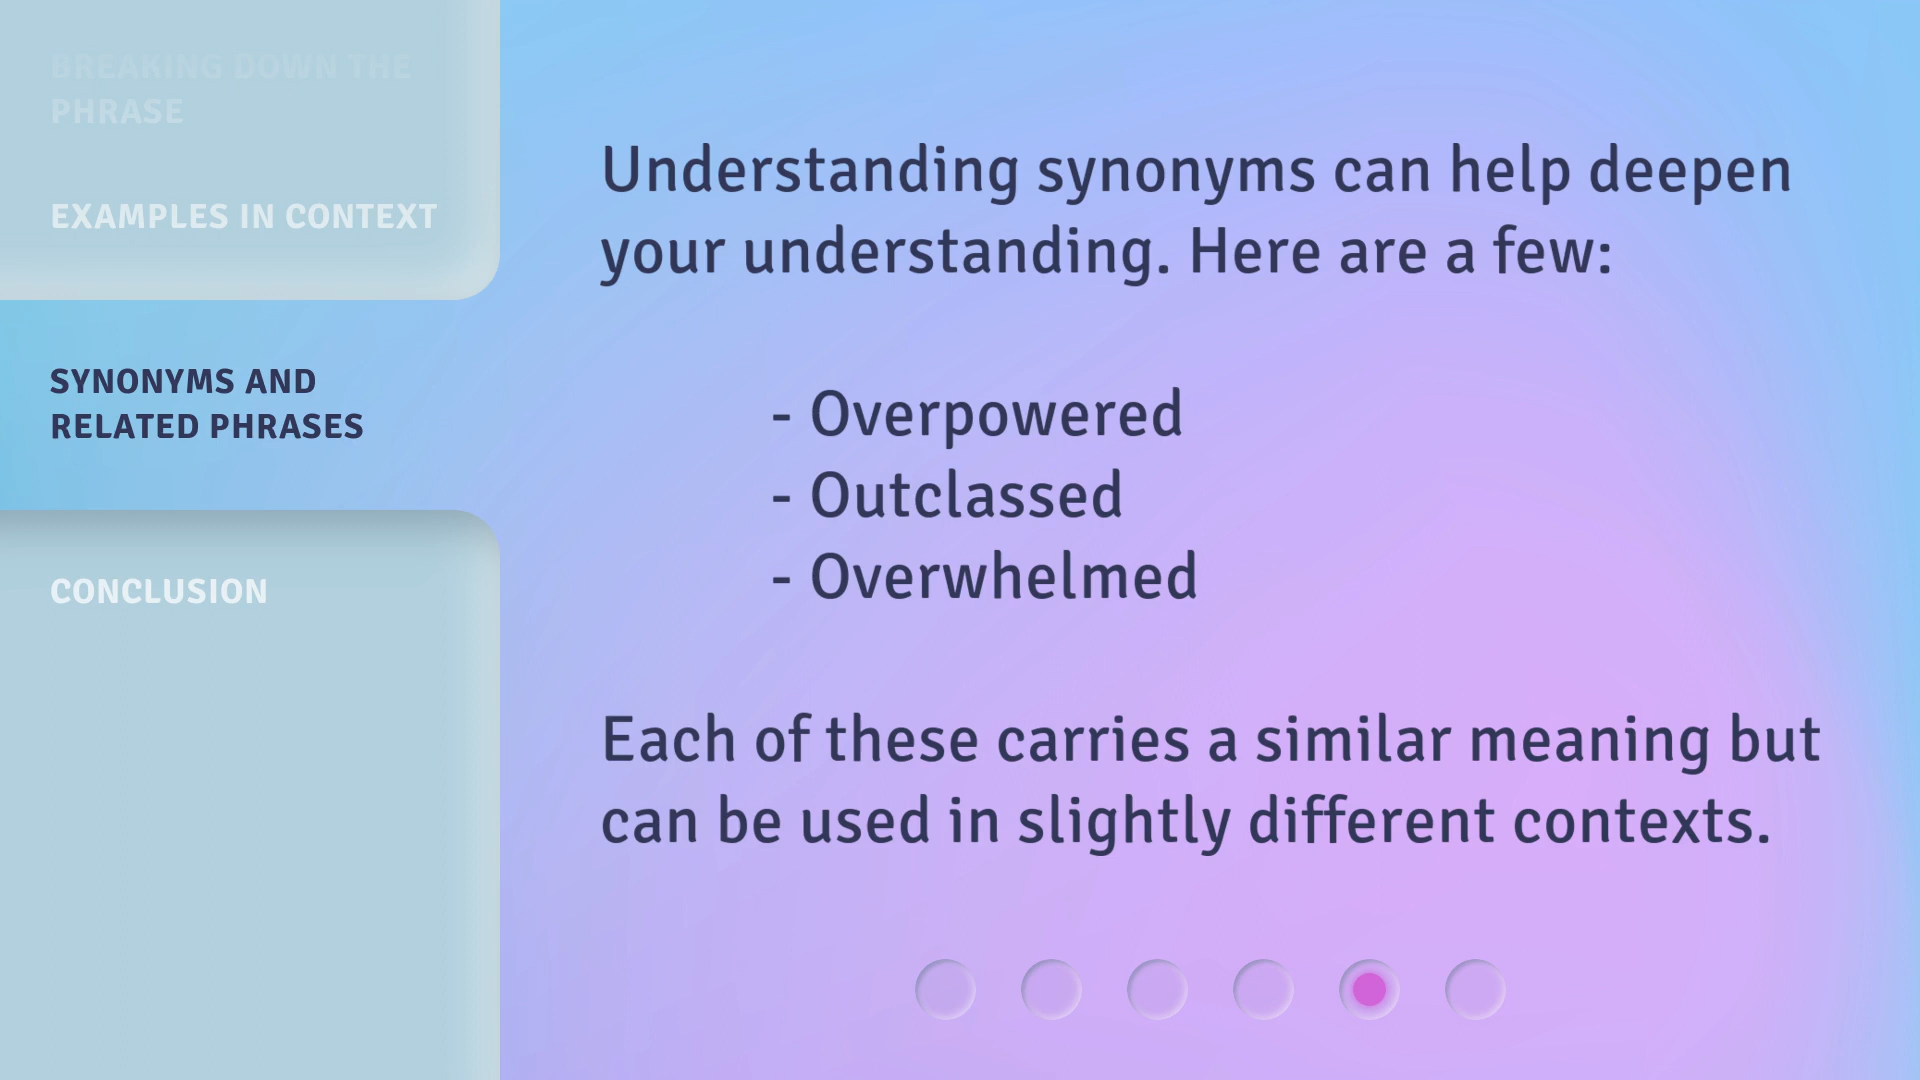 BREAKING DOWN THE
PHRASE
EXAMPLES IN CONTEXT
SYNONYMS AND
RELATED PHRASES
CONCLUSION
Understanding synonyms can help deepen
your understanding. Here are a few:
- Overpowered
- Outclassed
- Overwhelmed
Each of these carries a similar meaning but
can be used in slightly different contexts.